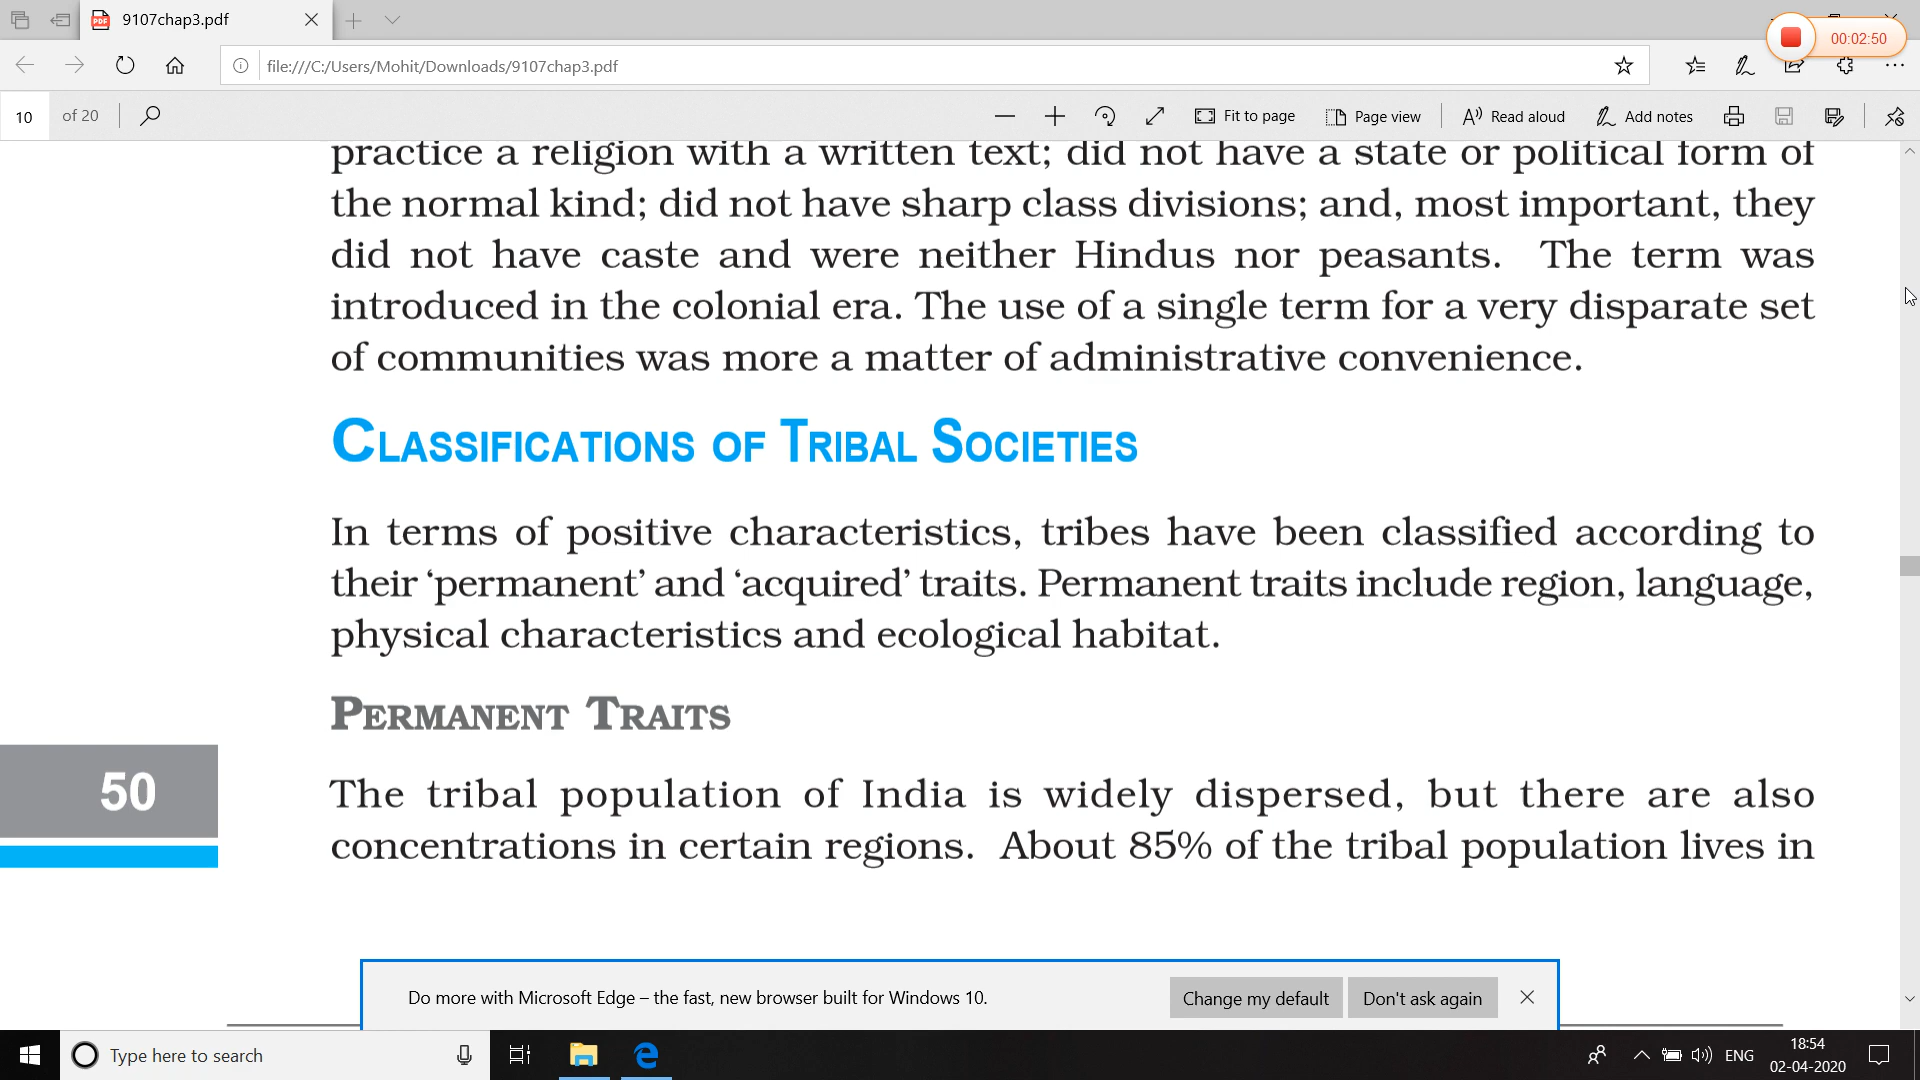 9107chap3.pdf
00:02:50
file:///C:/Users/Mohit/Downloads/9107chap3.pdf
10 of 20 Fit to page Page view Read aloud Add notes
practice a religion with a written text; did not have a state or political form of
the normal kind; did not have sharp class divisions; and, most important, they
did not have caste and were neither Hindus nor peasants. The term was
introduced in the colonial era. The use of a single term for a very disparate set
of communities was more a matter of administrative convenience.
CLASSIFICATIONS OF TRIBAL SOCIETIES
In terms of positive characteristics, tribes have been classified according to
their ‘permanent’ and ‘acquired’ traits. Permanent traits include region, language,
physical characteristics and ecological habitat.
PERMANENT TRAITS
50
The tribal population of India is widely dispersed, but there are also
concentrations in certain regions. About 85% of the tribal population lives in
Do more with Microsoft Edge – the fast, new browser built for Windows 10. Change my default Don't ask again
Type here to search
ENG
18:54
02-04-2020